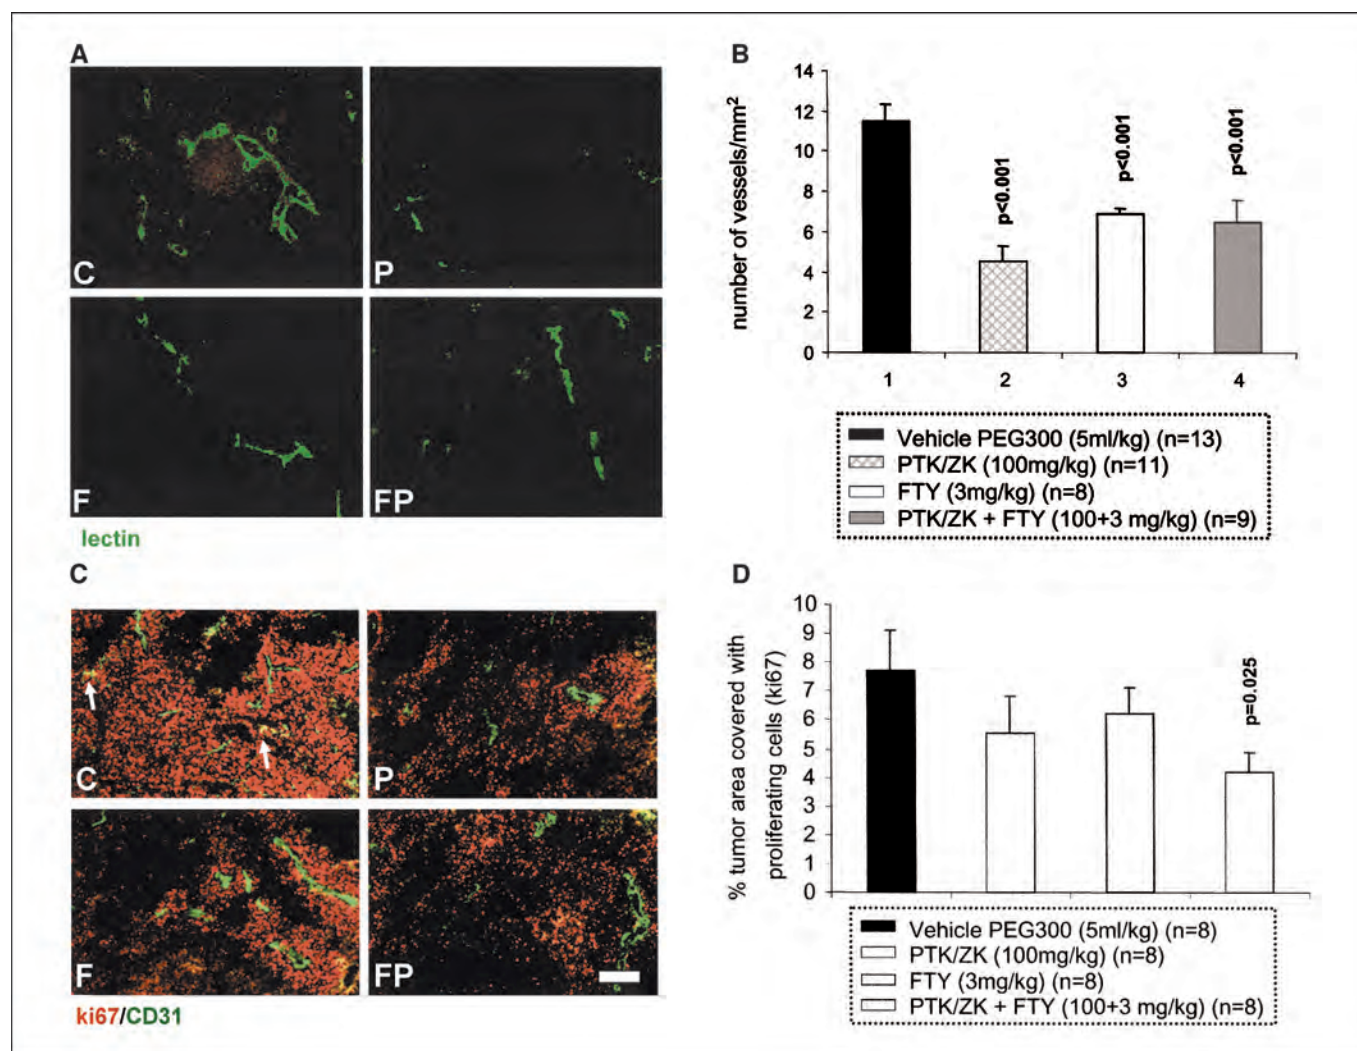 A
C
P
F
FP
lectin
B
number of vessels/mm²
14
12
10
8
6
4
2
0
p<0.001
p<0.001
p<0.001
1 2 3 4
Vehicle PEG300 (5ml/kg) (n=13)
PTK/ZK (100mg/kg) (n=11)
FTY (3mg/kg) (n=8)
PTK/ZK + FTY (100+3 mg/kg) (n=9)
C
C
P
F
FP
ki67/CD31
D
% tumor area covered with
proliferating cells (ki67)
10
9
8
7
6
5
4
3
2
1
0
p=0.025
Vehicle PEG300 (5ml/kg) (n=8)
PTK/ZK (100mg/kg) (n=8)
FTY (3mg/kg) (n=8)
PTK/ZK + FTY (100+3 mg/kg) (n=8)